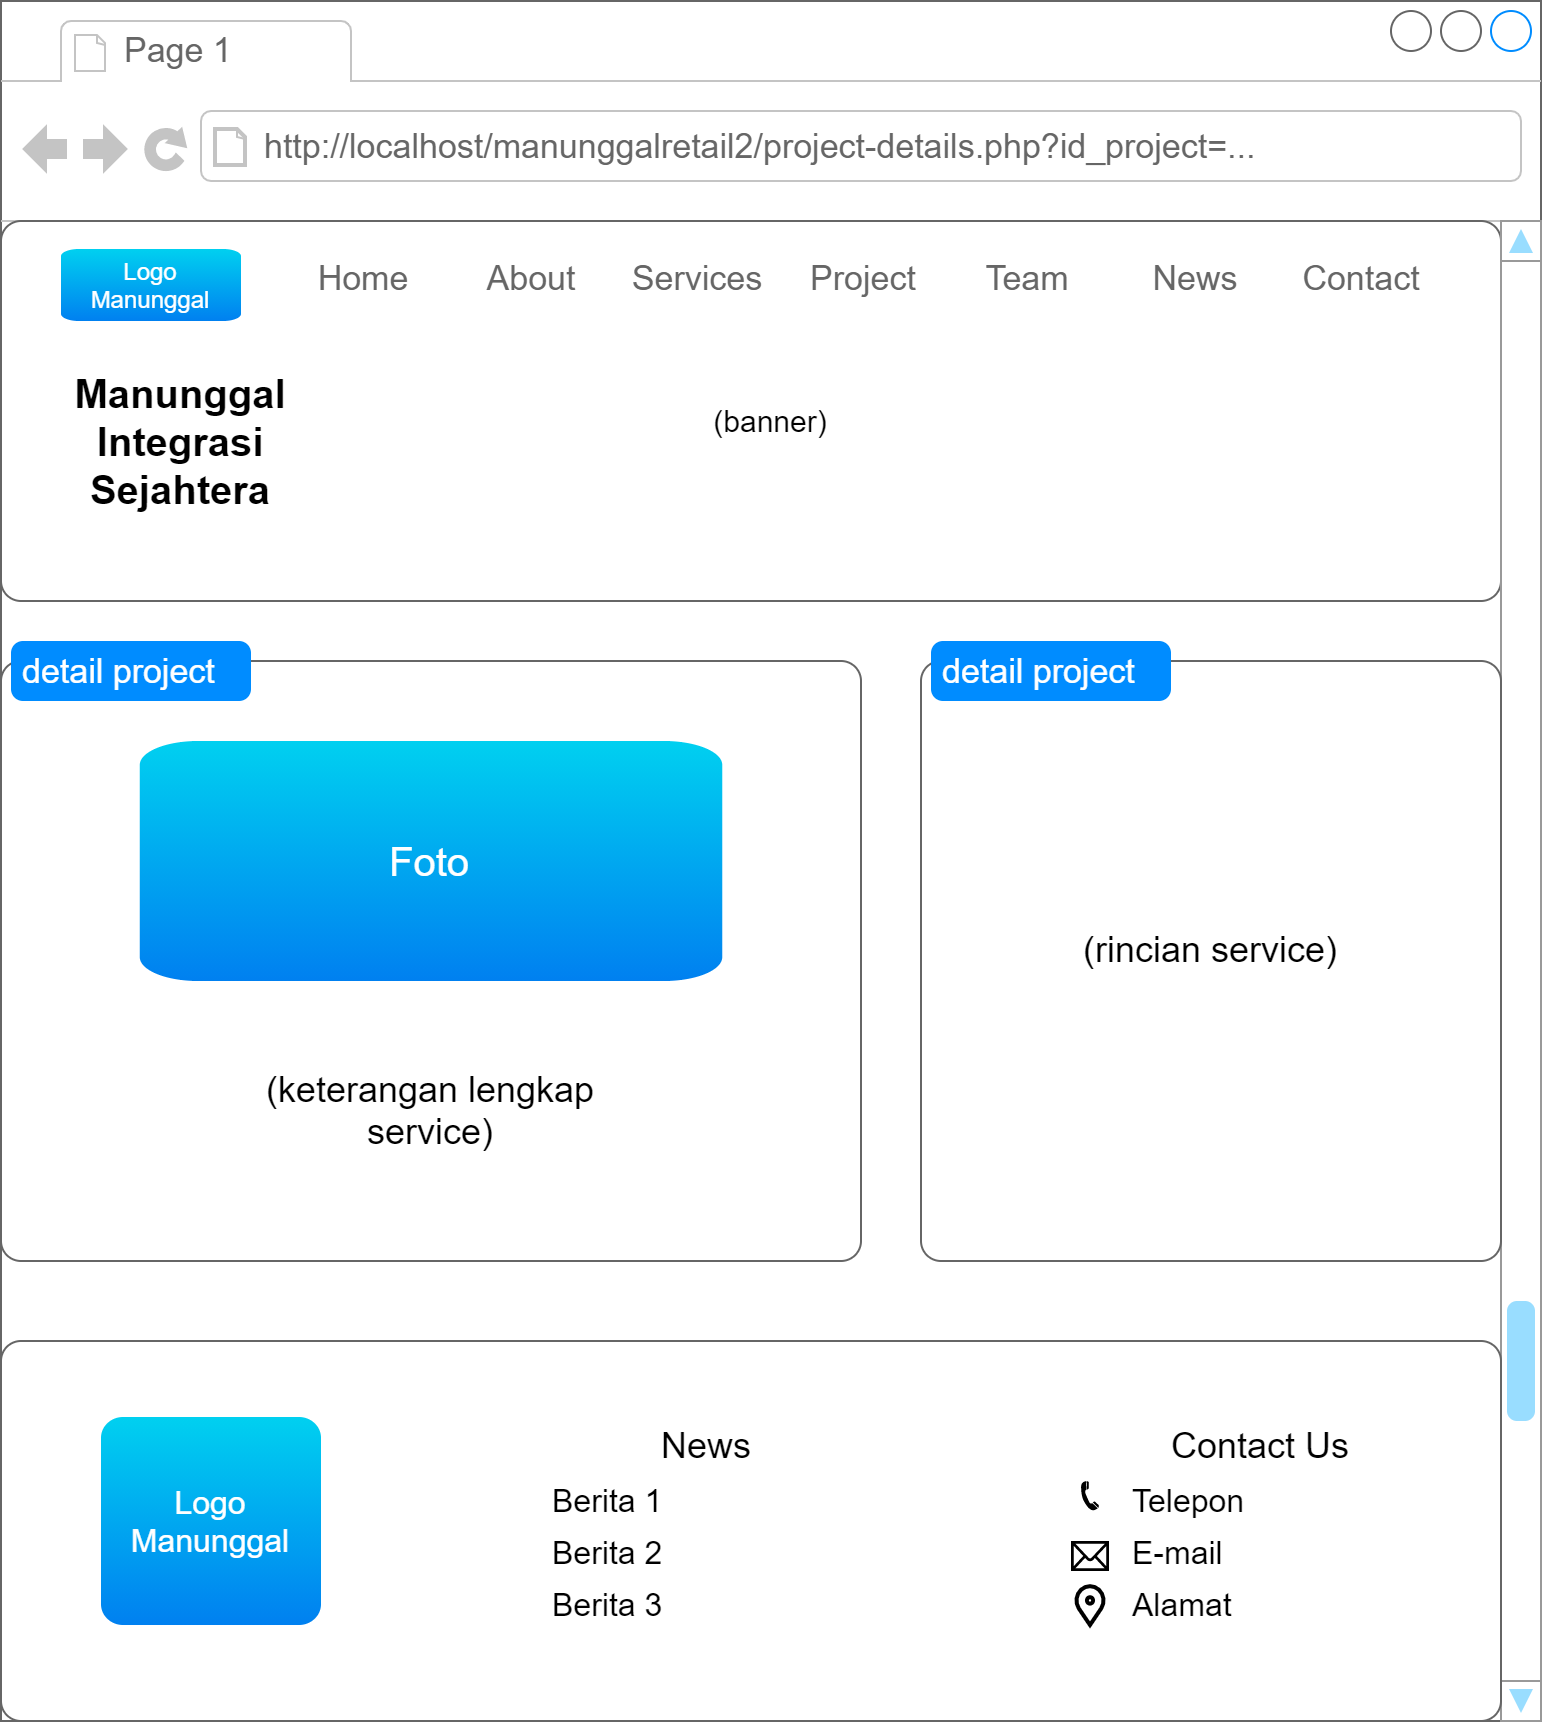 Page 1
http://localhost/manunggalretail2/project-details.php?id_project=...
Logo
Manunggal
Home
About
Services
Project
Team
News
Contact
Manunggal
Integrasi
Sejahtera
(banner)
detail project
Foto
(keterangan lengkap
service)
detail project
(rincian service)
Logo
Manunggal
News
Berita 1
Berita 2
Berita 3
Contact Us
Telepon
E-mail
Alamat